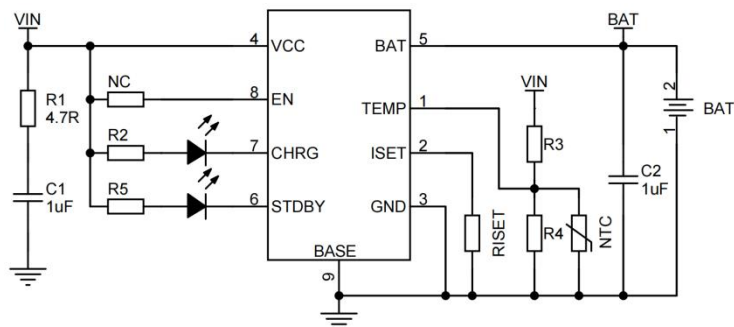 VIN
BAT
4
VCC
BAT
5
R1
4.7R
NC
8
EN
VIN
2
1
BAT
TEMP
1
R2
7
CHRG
ISET
2
R3
C1
1uF
R5
6
STDBY
GND
3
C2
1uF
RISET
R4
NTC
BASE
9